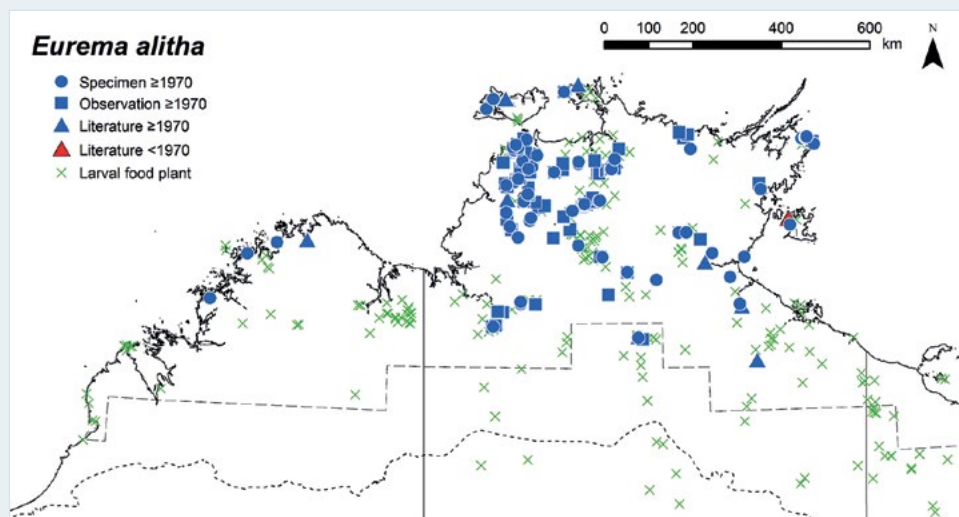 Eurema alitha
Specimen ≥1970
Observation ≥1970
Literature ≥1970
Literature <1970
Larval food plant
0 100 200 400 600
km
N